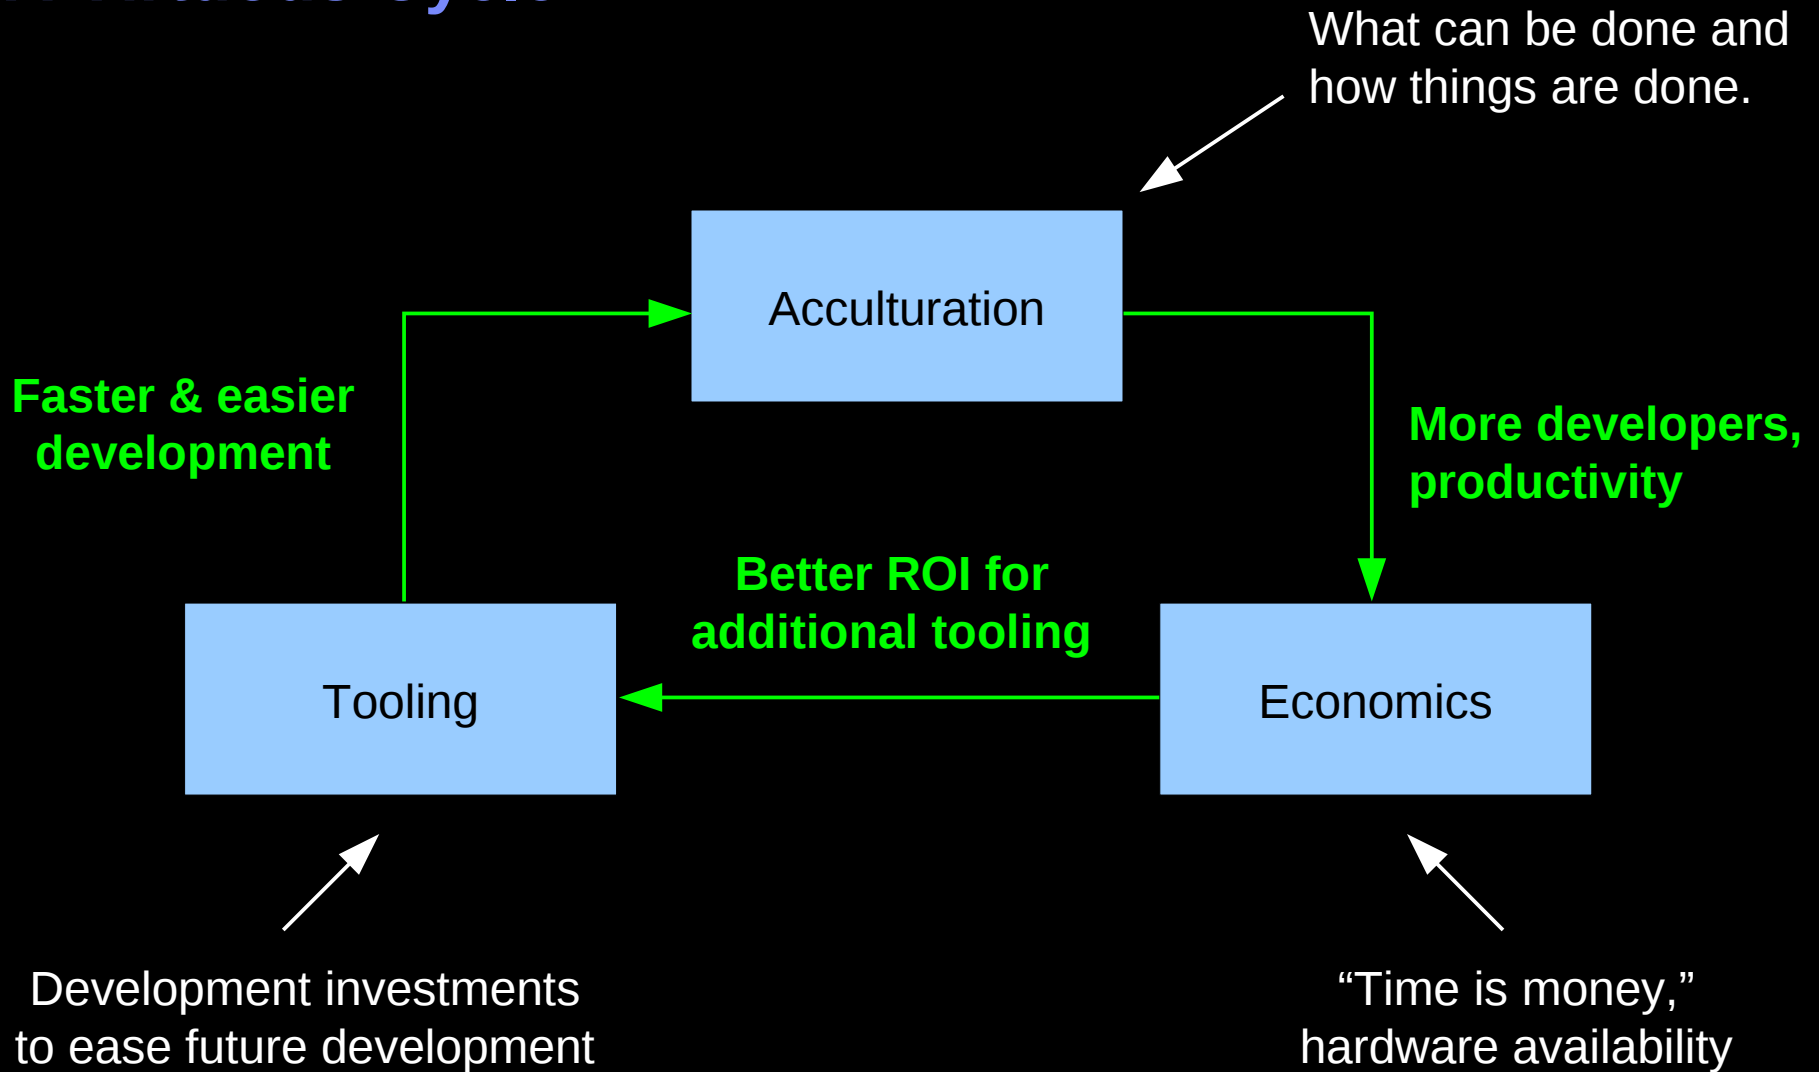 Cycle
What can be done and
how things are done.
Acculturation
Faster & easier
development
More developers,
productivity
Better ROI for
additional tooling
Tooling
Economics
Development investments
to ease future development
“Time is money,”
hardware availability